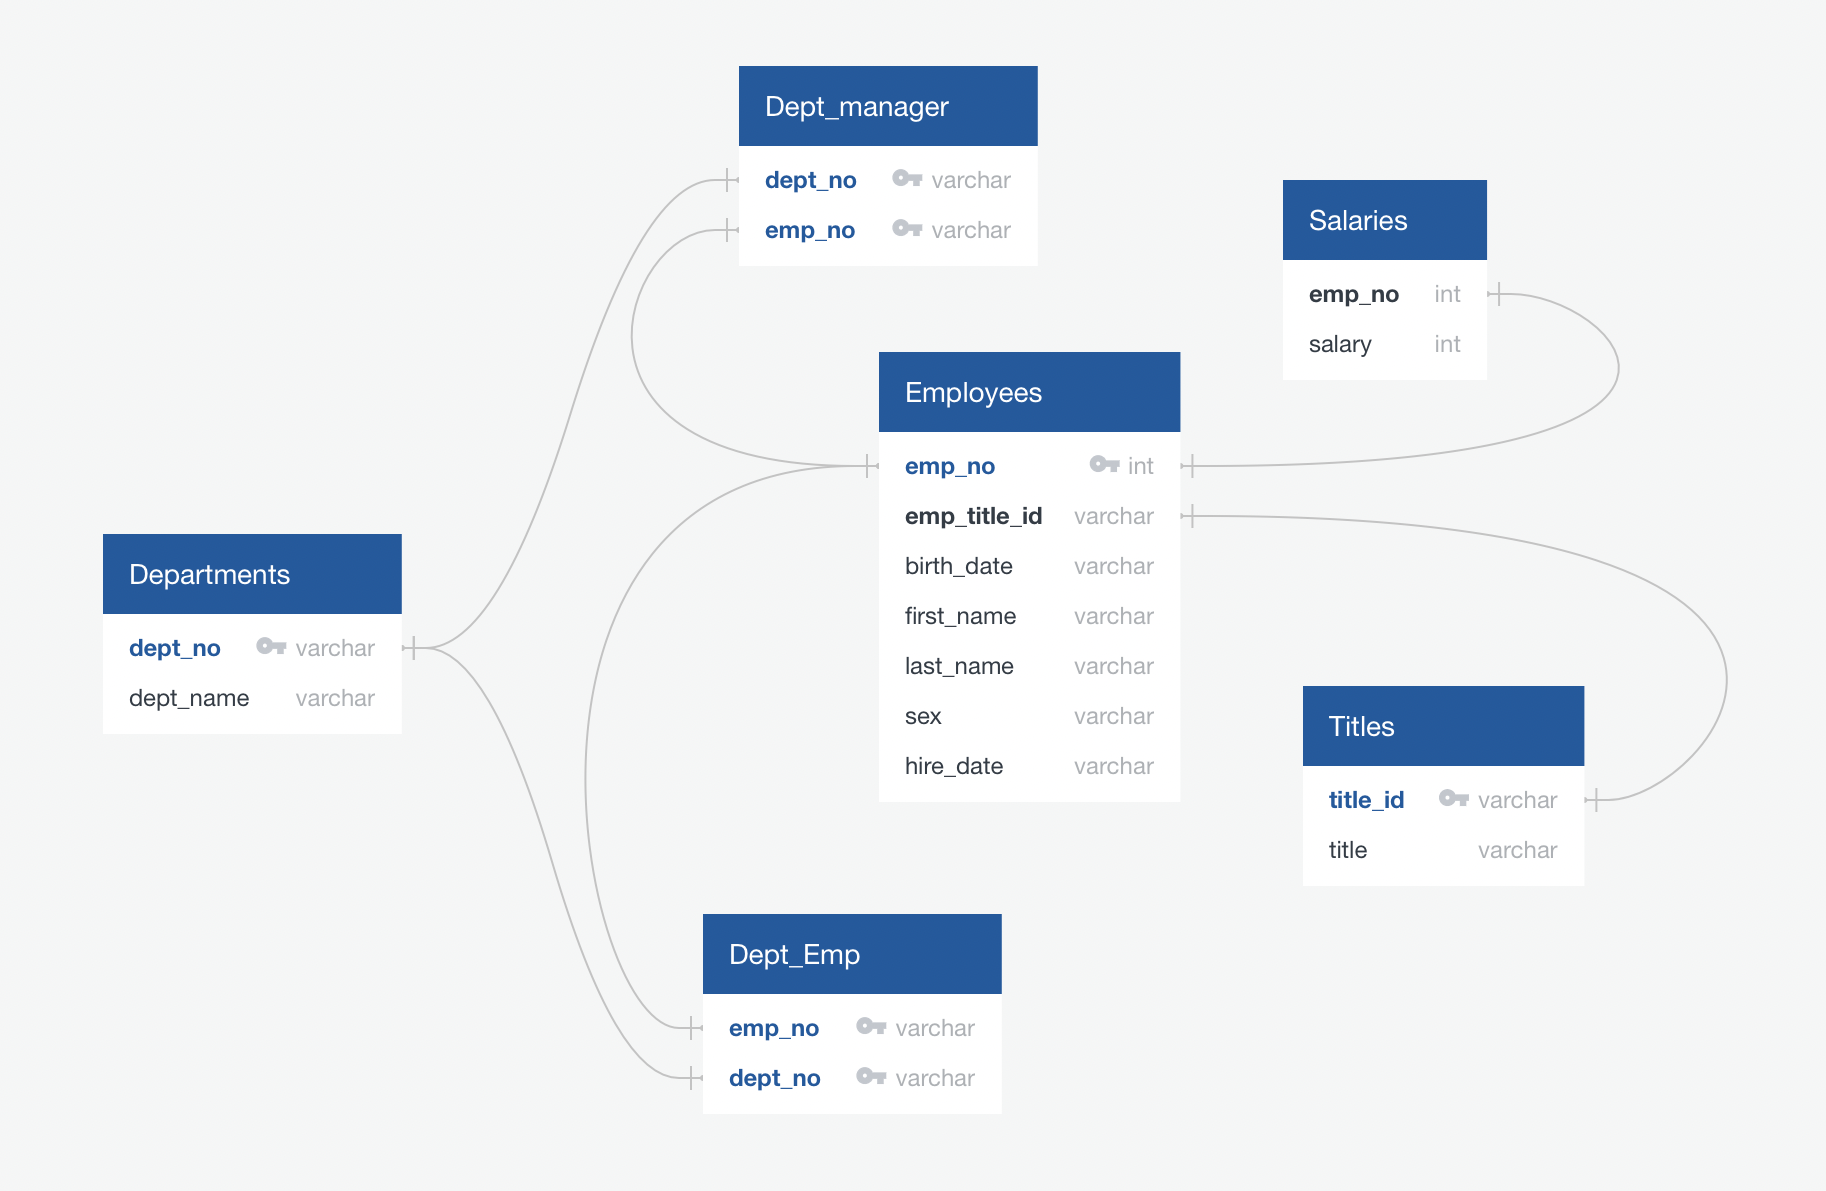 Dept_manager
dept_no varchar
emp_no varchar
Salaries
emp_no int
salary int
Employees
emp_no int
emp_title_id varchar
birth_date varchar
first_name varchar
last_name varchar
sex varchar
hire_date varchar
Departments
dept_no varchar
dept_name varchar
Titles
title_id varchar
title varchar
Dept_Emp
emp_no varchar
dept_no varchar